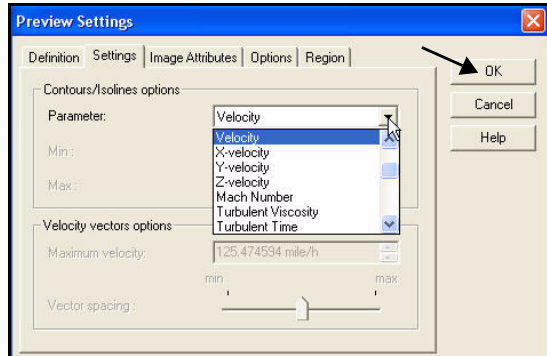 Preview Settings
Definition Settings Image Attributes Options Region
OK
Cancel
Help
Contours/Isolines options
Parameter: Velocity
Velocity
X-velocity
Y-velocity
Z-velocity
Mach Number
Turbulent Viscosity
Turbulent Time
Min :
Max :
Velocity vectors options
Maximum velocity: 125.474594 mile/h
min max
Vector spacing :